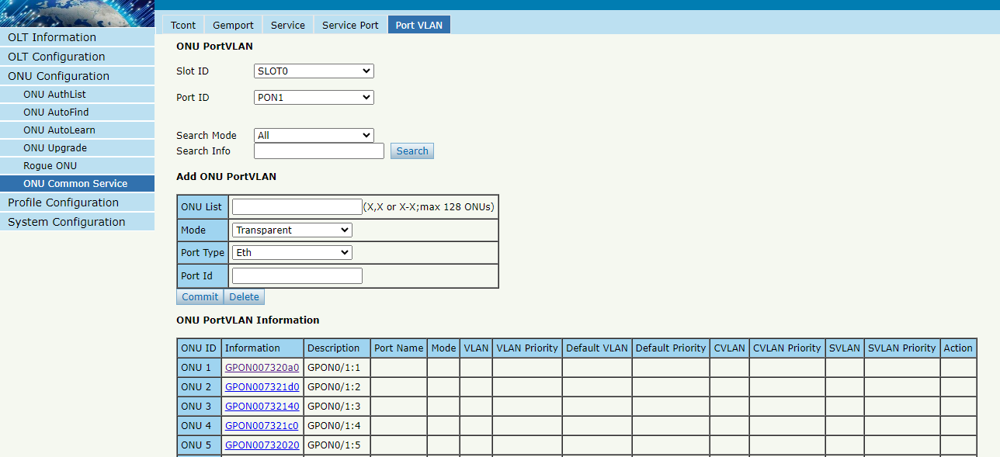 Tcont Gemport Service Service Port Port VLAN
OLT Information
OLT Configuration
ONU Configuration
ONU AuthList
ONU AutoFind
ONU AutoLearn
ONU Upgrade
Rogue ONU
ONU Common Service
Profile Configuration
System Configuration
ONU PortVLAN
Slot ID SLOT0
Port ID PON1
Search Mode All
Search Info Search
Add ONU PortVLAN
ONU List (X,X or X-X;max 128 ONUs)
Mode Transparent
Port Type Eth
Port Id
Commit Delete
ONU PortVLAN Information
ONU ID Information Description Port Name Mode VLAN VLAN Priority Default VLAN Default Priority CVLAN CVLAN Priority SVLAN SVLAN Priority Action
ONU 1 GPON007320a0 GPON0/1:1
ONU 2 GPON007321d0 GPON0/1:2
ONU 3 GPON00732140 GPON0/1:3
ONU 4 GPON007321c0 GPON0/1:4
ONU 5 GPON00732020 GPON0/1:5